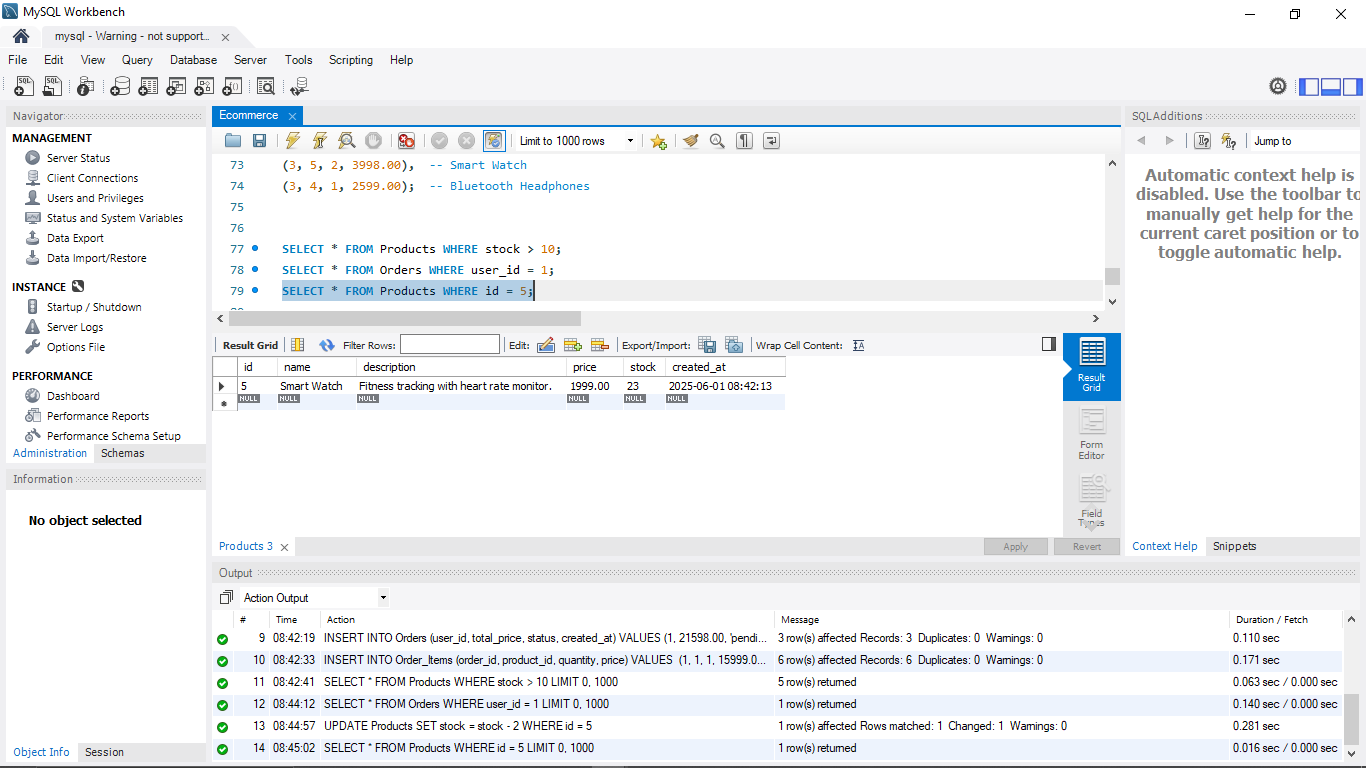 MySQL Workbench
mysql - Warning - not support... ×
File Edit View Query Database Server Tools Scripting Help
Navigator
MANAGEMENT
Server Status
Client Connections
Users and Privileges
Status and System Variables
Data Export
Data Import/Restore
INSTANCE
Startup / Shutdown
Server Logs
Options File
PERFORMANCE
Dashboard
Performance Reports
Performance Schema Setup
Administration Schemas
Information
No object selected
Object Info Session
Ecommerce ×
Limit to 1000 rows
73 (3, 5, 2, 3998.00), -- Smart Watch
74 (3, 4, 1, 2599.00); -- Bluetooth Headphones
75
76
77 SELECT * FROM Products WHERE stock > 10;
78 SELECT * FROM Orders WHERE user_id = 1;
79 SELECT * FROM Products WHERE id = 5;
Result Grid Filter Rows: Edit: Export/Import: Wrap Cell Content:
id name description price stock created_at
5 Smart Watch Fitness tracking with heart rate monitor. 1999.00 23 2025-06-01 08:42:13
NULL NULL NULL NULL NULL NULL
Result
Grid
Form
Editor
Field
Types
Products 3 × Apply Revert
SQLAdditions
Jump to
Automatic context help is
disabled. Use the toolbar to
manually get help for the
current caret position or to
toggle automatic help.
Context Help Snippets
Output
Action Output
# Time Action Message Duration / Fetch
9 08:42:19 INSERT INTO Orders (user_id, total_price, status, created_at) VALUES (1, 21598.00, 'pendi... 3 row(s) affected Records: 3 Duplicates: 0 Warnings: 0 0.110 sec
10 08:42:33 INSERT INTO Order_Items (order_id, product_id, quantity, price) VALUES (1, 1, 1, 15999.0... 6 row(s) affected Records: 6 Duplicates: 0 Warnings: 0 0.171 sec
11 08:42:41 SELECT * FROM Products WHERE stock > 10 LIMIT 0, 1000 5 row(s) returned 0.063 sec / 0.000 sec
12 08:44:12 SELECT * FROM Orders WHERE user_id = 1 LIMIT 0, 1000 1 row(s) returned 0.140 sec / 0.000 sec
13 08:44:57 UPDATE Products SET stock = stock - 2 WHERE id = 5 1 row(s) affected Rows matched: 1 Changed: 1 Warnings: 0 0.281 sec
14 08:45:02 SELECT * FROM Products WHERE id = 5 LIMIT 0, 1000 1 row(s) returned 0.016 sec / 0.000 sec